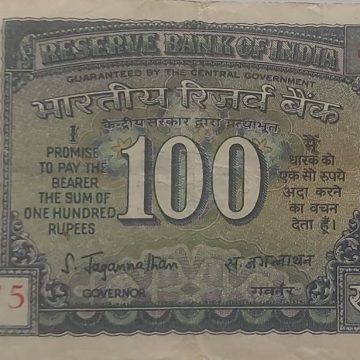 RESERVE BANK OF INDIA
GUARANTEED BY THE CENTRAL GOVERNMENT
भारतीय रिज़र्व बैंक
केन्द्रीय सरकार द्वारा प्रत्याभूत
I
PROMISE
TO PAY THE
BEARER
THE SUM OF
ONE HUNDRED
RUPEES
100
मैं
धारक को
एक सौ रुपये
अदा करने
का वचन
देता हूँ।
S. Jagannathan
स. जगन्नाथन
GOVERNOR
गवर्नर
5